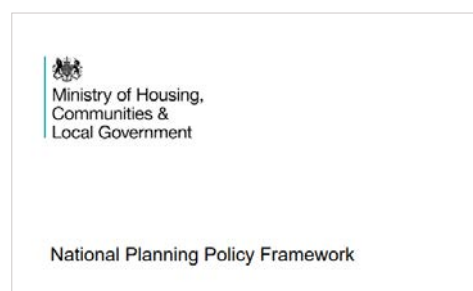 Ministry of Housing,
Communities &
Local Government
National Planning Policy Framework